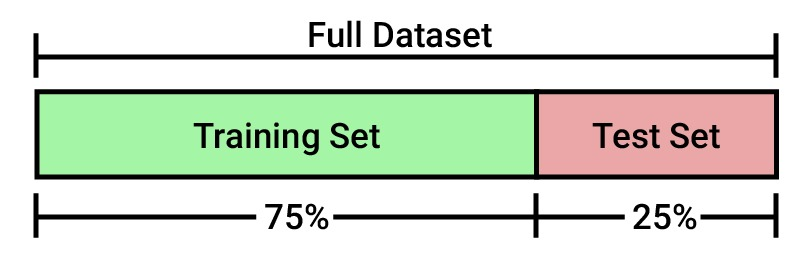 Full Dataset
Training Set Test Set
75% 25%